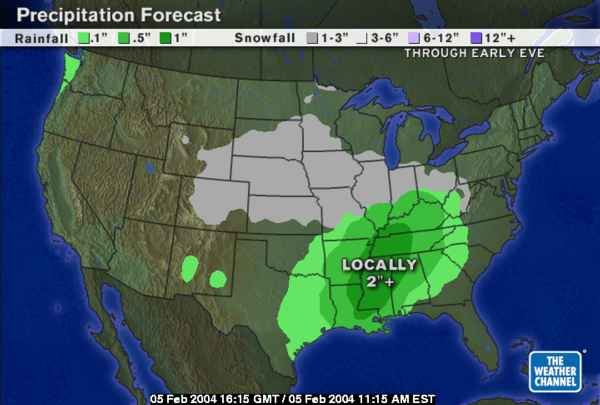 Precipitation Forecast
Rainfall .1" .5" 1" Snowfall 1-3" 3-6" 6-12" 12"+
THROUGH EARLY EVE
LOCALLY
2"+
THE
WEATHER
CHANNEL
05 Feb 2004 16:15 GMT / 05 Feb 2004 11:15 AM EST